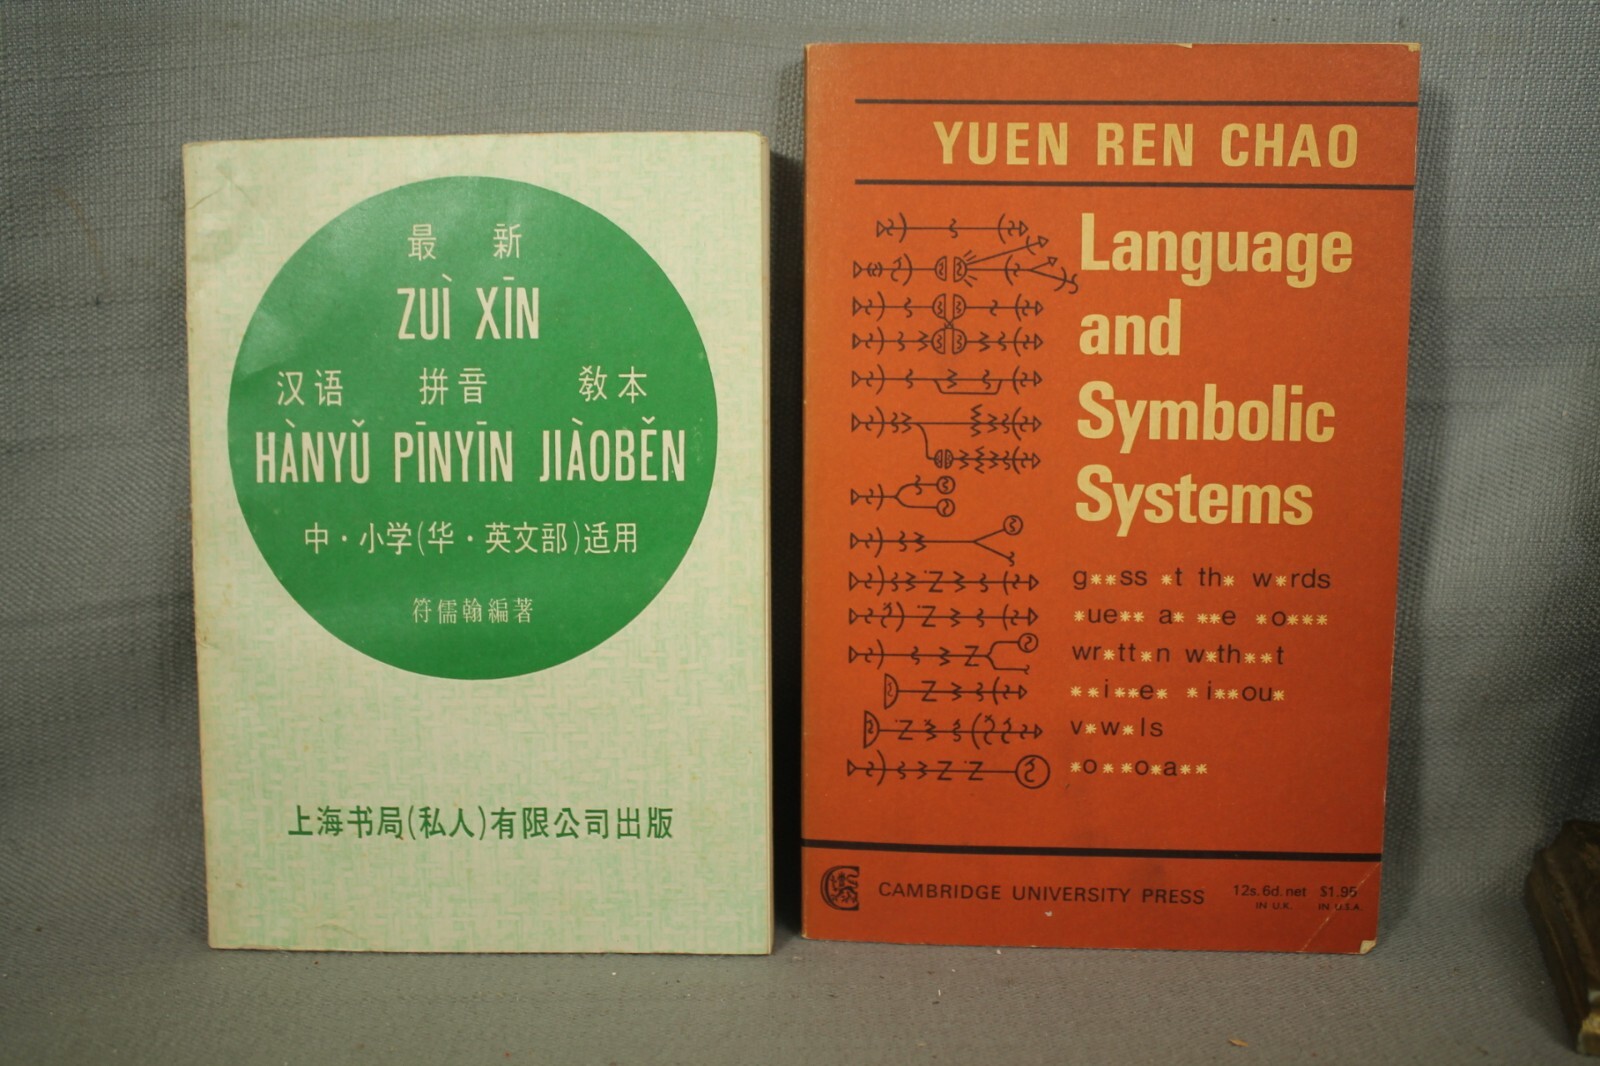 最 新
ZUÌ XĪN
汉语 拼音 教本
HÀNYǓ PĪNYĪN JIÀOBĚN
中·小学(华·英文部)适用
符儒翰編著
上海书局(私人)有限公司出版
YUEN REN CHAO
Language
and
Symbolic
Systems
g**ss *t th* w*rds
*ue** a* **e *o***
wr*tt*n w*th**t
**i**e* *i**ou*
v*w*ls
*o**o*a**
CAMBRIDGE UNIVERSITY PRESS
12s.6d.net $1.95
IN U.K. IN U.S.A.